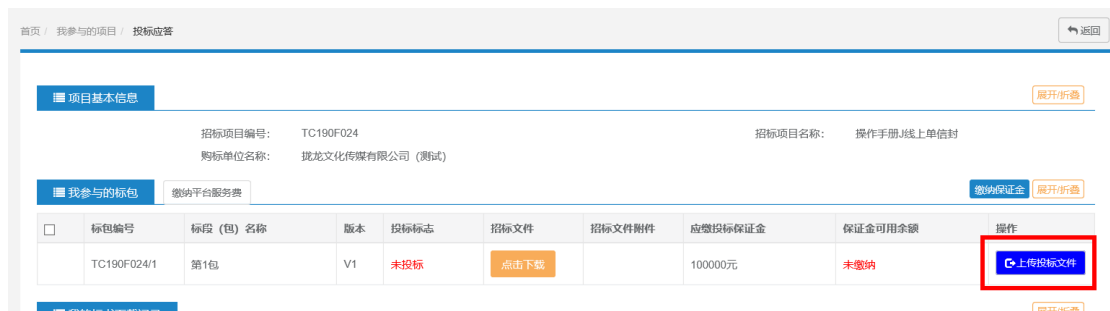 首页 / 我参与的项目 / 投标应答
返回
项目基本信息
展开/折叠
招标项目编号: TC190F024 招标项目名称: 操作手册J线上单信封
购标单位名称: 拢龙文化传媒有限公司 (测试)
我参与的标包 缴纳平台服务费 缴纳保证金 展开/折叠
标包编号 标段 (包) 名称 版本 投标标志 招标文件 招标文件附件 应缴投标保证金 保证金可用余额 操作
TC190F024/1 第1包 V1 未投标 点击下载 100000元 未缴纳 上传投标文件